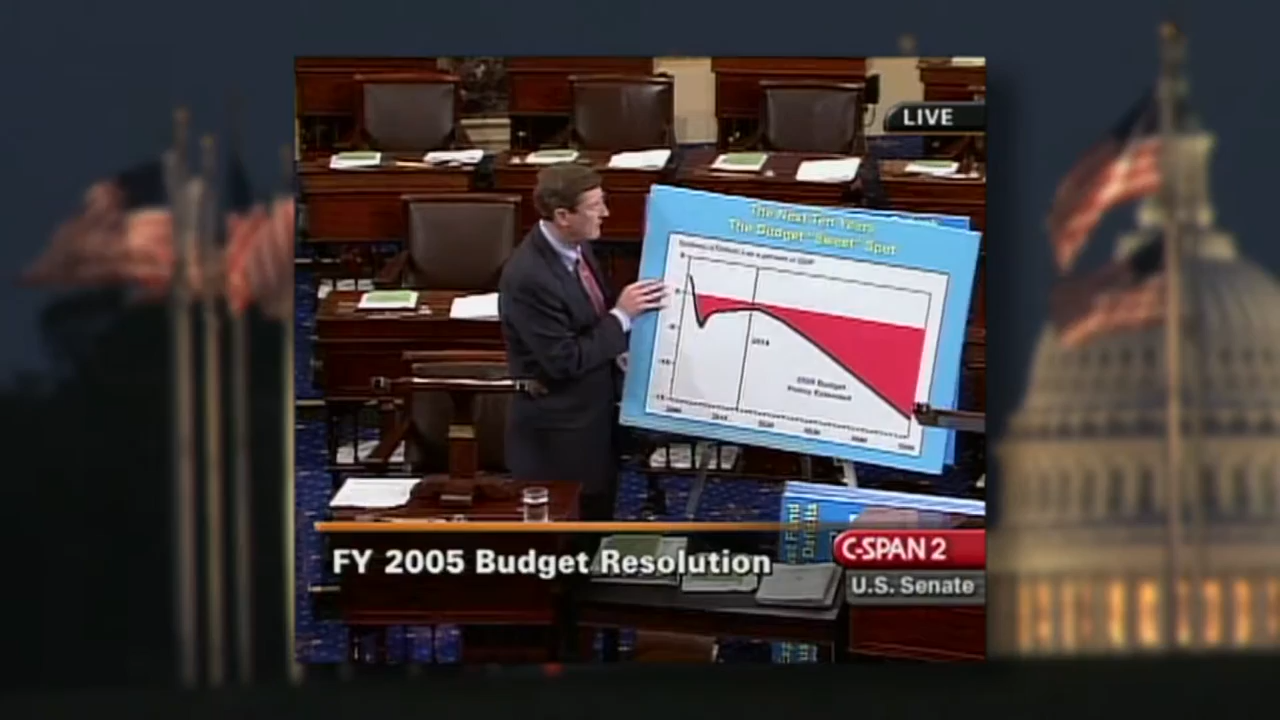 LIVE
The Next Ten Years
The Budget "Sweet" Spot
2014
2005 Budget
Policy Extended
FY 2005 Budget Resolution
C-SPAN 2
U.S. Senate